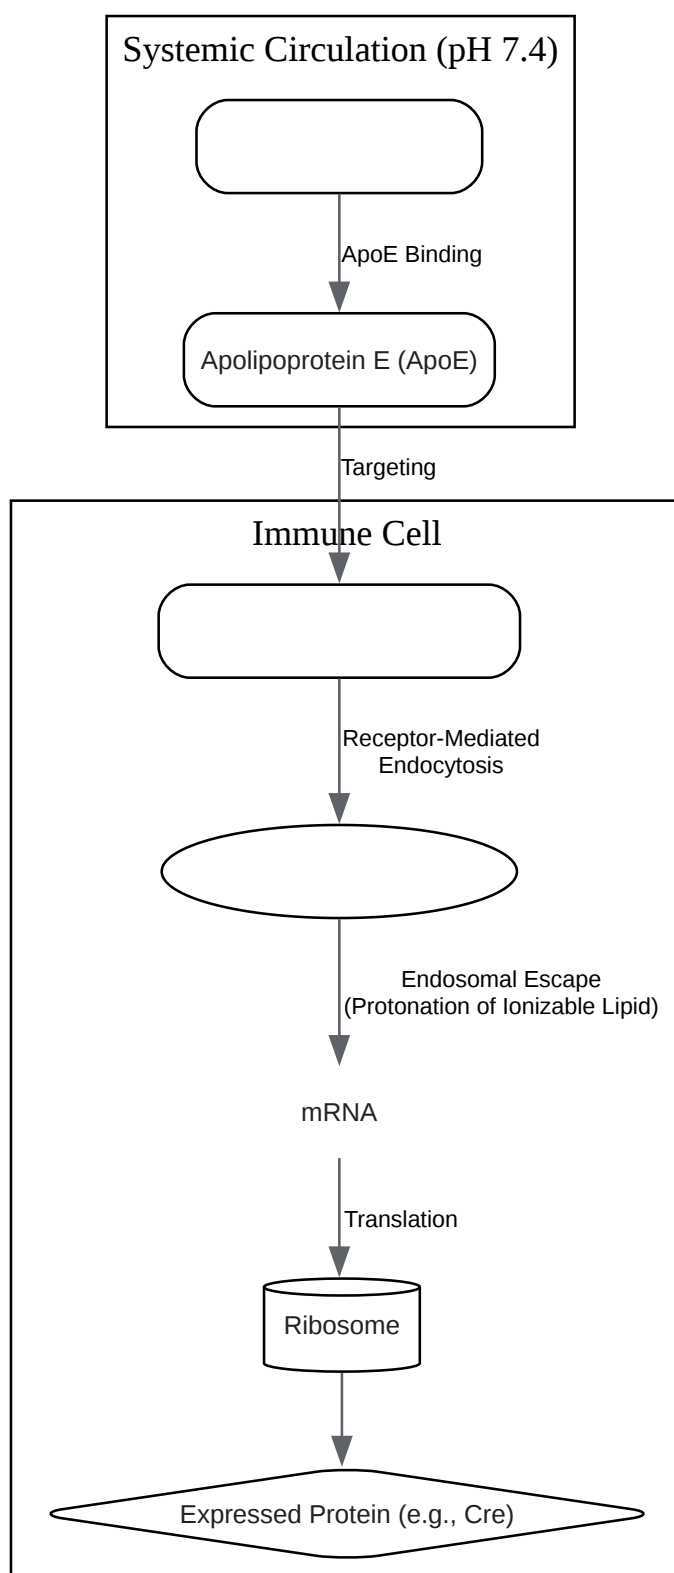 Systemic Circulation (pH 7.4)
ApoE Binding
Apolipoprotein E (ApoE)
Targeting
Immune Cell
Receptor-Mediated
Endocytosis
Endosomal Escape
(Protonation of Ionizable Lipid)
mRNA
Translation
Ribosome
Expressed Protein (e.g., Cre)